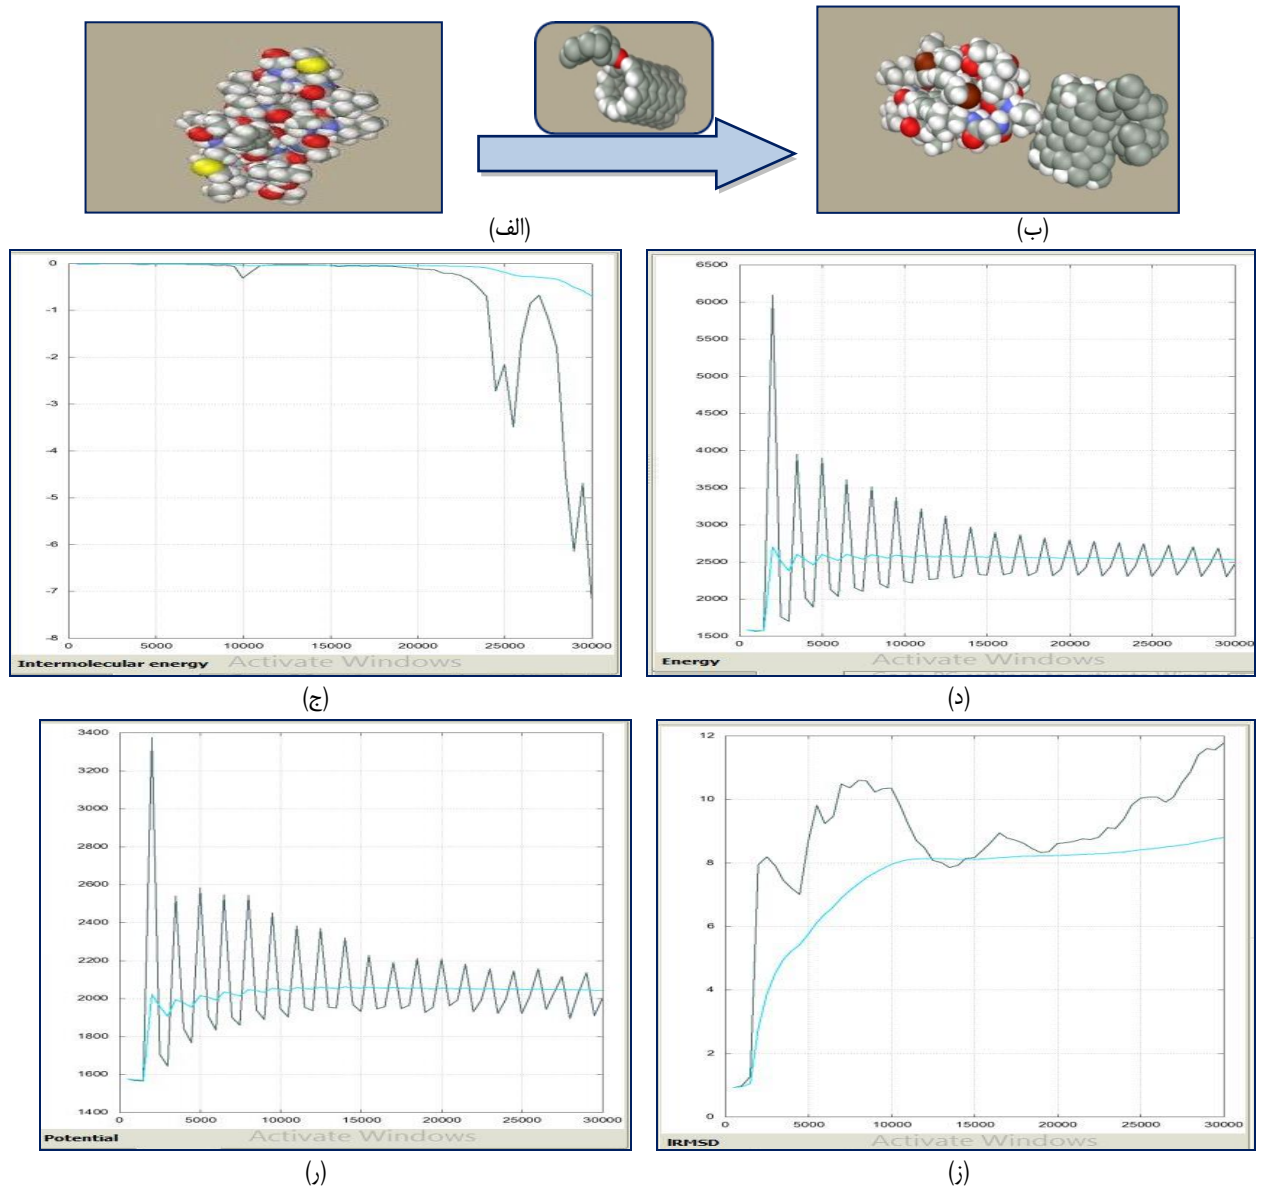 (الف)
(ب)
0
-1
-2
-3
-4
-5
-6
-7
-8
0 5000 10000 15000 20000 25000 30000
Intermolecular energy Activate Windows
(ج)
6500
6000
5500
5000
4500
4000
3500
3000
2500
2000
1500
0 5000 10000 15000 20000 25000 30000
Energy Activate Windows
(د)
3400
3200
3000
2800
2600
2400
2200
2000
1800
1600
1400
0 5000 10000 15000 20000 25000 30000
Potential Activate Windows
(ر)
12
10
8
6
4
2
0
0 5000 10000 15000 20000 25000 30000
IRMSD Activate Windows
(ز)